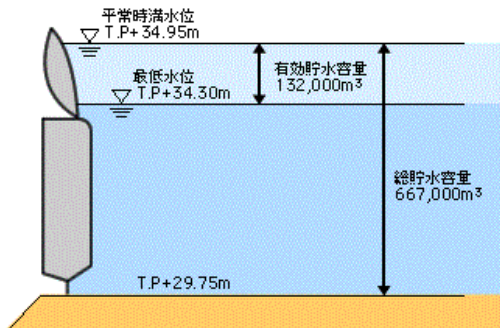 平常時満水位
T.P+34.95m
最低水位
T.P+34.30m
有効貯水容量
132,000m³
総貯水容量
667,000m³
T.P+29.75m